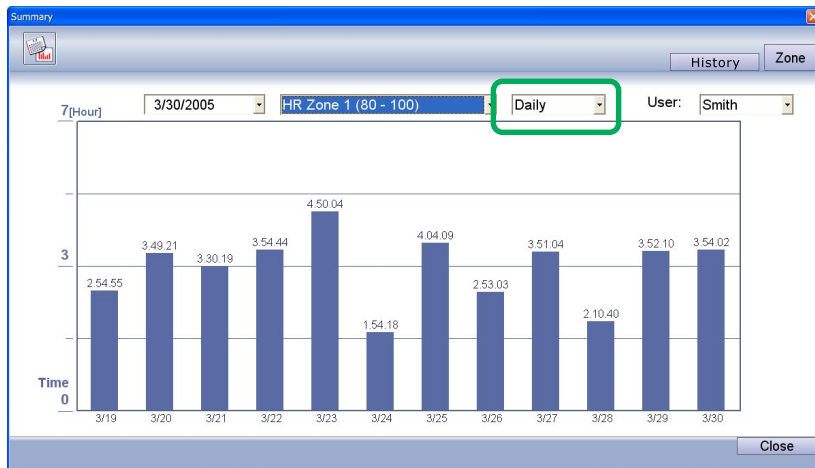 Summary
History Zone
7[Hour] 3/30/2005 HR Zone 1 (80 - 100) Daily User: Smith
4.50.04
4.04.09
3.49.21 3.54.44 3.51.04 3.52.10 3.54.02
3 3.30.19
2.54.55 2.53.03
2.10.40
1.54.18
Time
0
3/19 3/20 3/21 3/22 3/23 3/24 3/25 3/26 3/27 3/28 3/29 3/30
Close